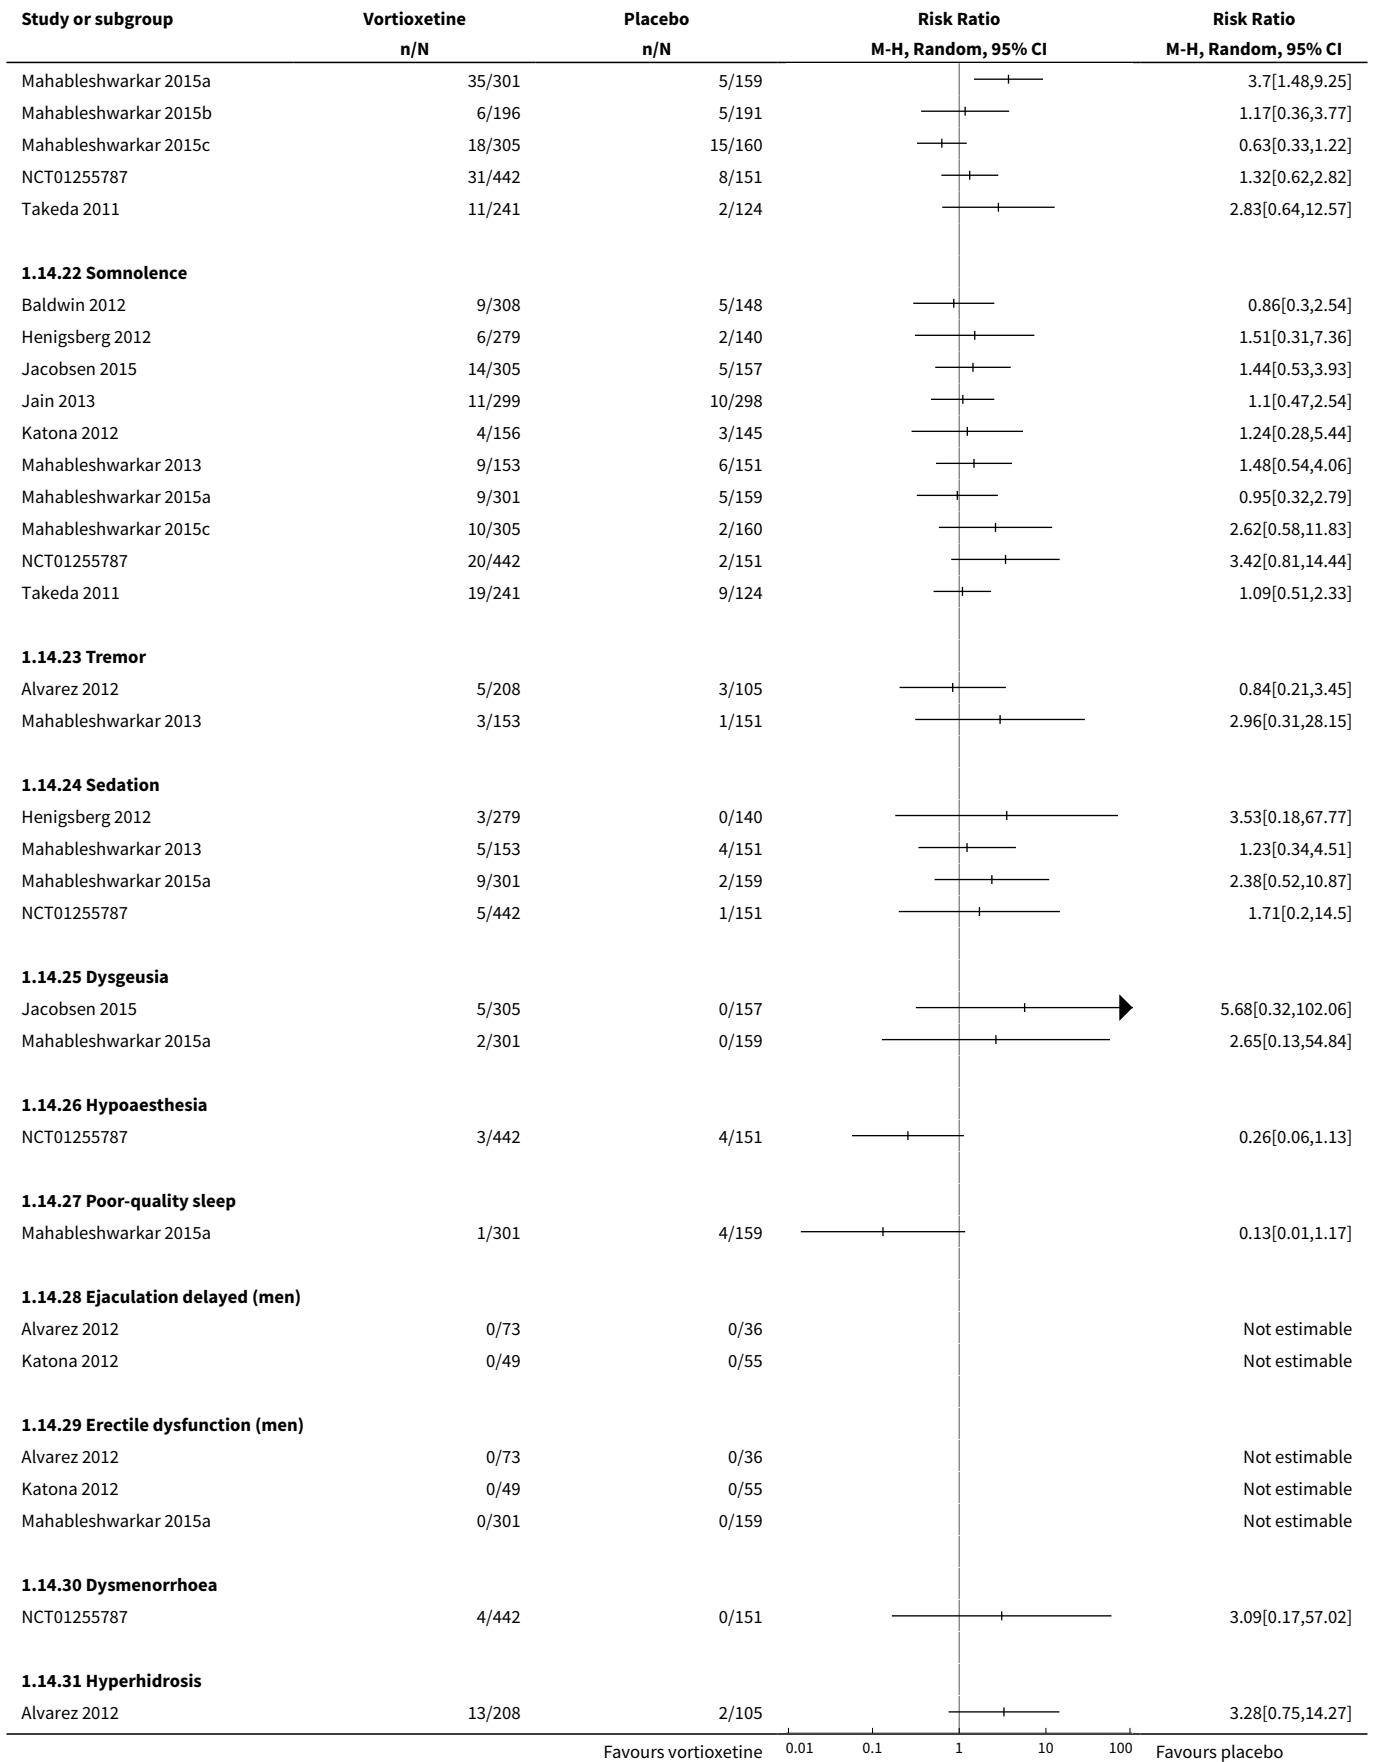 Study or subgroup Vortioxetine Placebo Risk Ratio Risk Ratio
n/N n/N M-H, Random, 95% CI M-H, Random, 95% CI
Mahableshwarkar 2015a 35/301 5/159 3.7[1.48,9.25]
Mahableshwarkar 2015b 6/196 5/191 1.17[0.36,3.77]
Mahableshwarkar 2015c 18/305 15/160 0.63[0.33,1.22]
NCT01255787 31/442 8/151 1.32[0.62,2.82]
Takeda 2011 11/241 2/124 2.83[0.64,12.57]
1.14.22 Somnolence
Baldwin 2012 9/308 5/148 0.86[0.3,2.54]
Henigsberg 2012 6/279 2/140 1.51[0.31,7.36]
Jacobsen 2015 14/305 5/157 1.44[0.53,3.93]
Jain 2013 11/299 10/298 1.1[0.47,2.54]
Katona 2012 4/156 3/145 1.24[0.28,5.44]
Mahableshwarkar 2013 9/153 6/151 1.48[0.54,4.06]
Mahableshwarkar 2015a 9/301 5/159 0.95[0.32,2.79]
Mahableshwarkar 2015c 10/305 2/160 2.62[0.58,11.83]
NCT01255787 20/442 2/151 3.42[0.81,14.44]
Takeda 2011 19/241 9/124 1.09[0.51,2.33]
1.14.23 Tremor
Alvarez 2012 5/208 3/105 0.84[0.21,3.45]
Mahableshwarkar 2013 3/153 1/151 2.96[0.31,28.15]
1.14.24 Sedation
Henigsberg 2012 3/279 0/140 3.53[0.18,67.77]
Mahableshwarkar 2013 5/153 4/151 1.23[0.34,4.51]
Mahableshwarkar 2015a 9/301 2/159 2.38[0.52,10.87]
NCT01255787 5/442 1/151 1.71[0.2,14.5]
1.14.25 Dysgeusia
Jacobsen 2015 5/305 0/157 5.68[0.32,102.06]
Mahableshwarkar 2015a 2/301 0/159 2.65[0.13,54.84]
1.14.26 Hypoaesthesia
NCT01255787 3/442 4/151 0.26[0.06,1.13]
1.14.27 Poor-quality sleep
Mahableshwarkar 2015a 1/301 4/159 0.13[0.01,1.17]
1.14.28 Ejaculation delayed (men)
Alvarez 2012 0/73 0/36 Not estimable
Katona 2012 0/49 0/55 Not estimable
1.14.29 Erectile dysfunction (men)
Alvarez 2012 0/73 0/36 Not estimable
Katona 2012 0/49 0/55 Not estimable
Mahableshwarkar 2015a 0/301 0/159 Not estimable
1.14.30 Dysmenorrhoea
NCT01255787 4/442 0/151 3.09[0.17,57.02]
1.14.31 Hyperhidrosis
Alvarez 2012 13/208 2/105 3.28[0.75,14.27]
Favours vortioxetine 0.01 0.1 1 10 100 Favours placebo